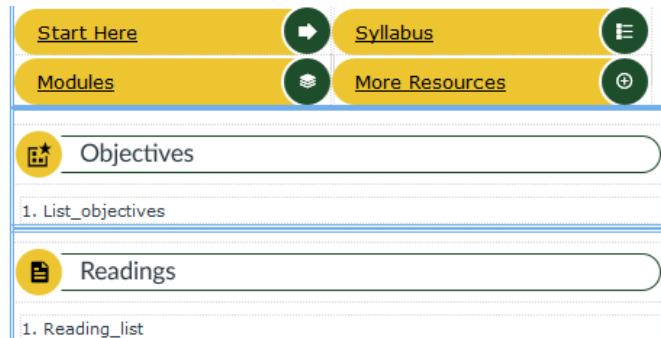 Start Here Syllabus
Modules More Resources
Objectives
1. List_objectives
Readings
1. Reading_list